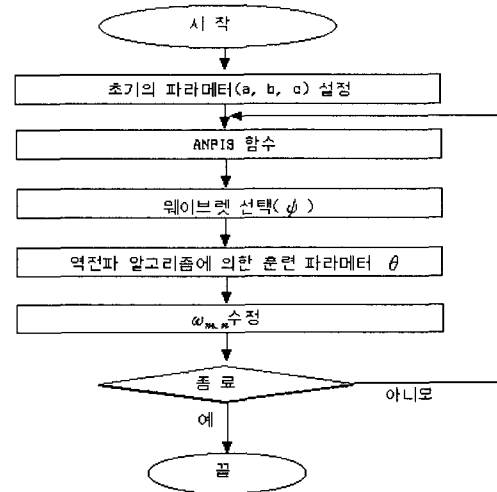 시 작
초기의 파라메터(a, b, c) 설정
ANFIS 함수
웨이브렛 선택(ψ)
역전파 알고리즘에 의한 훈련 파라메터 θ
ω_{m,n}수정
종 료
아니모
예
끝